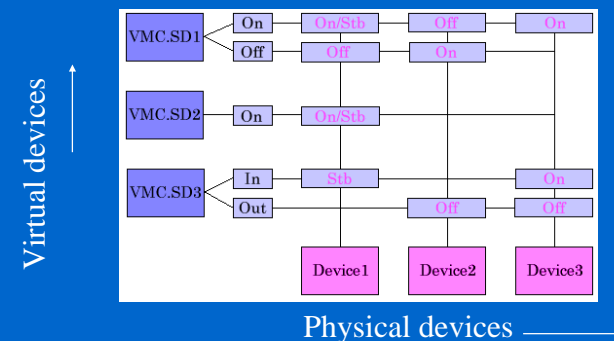 Virtual devices
VMC.SD1
On On/Stb Off On
Off Off On
VMC.SD2 On On/Stb
VMC.SD3
In Stb On
Out Off Off
Device1 Device2 Device3
Physical devices